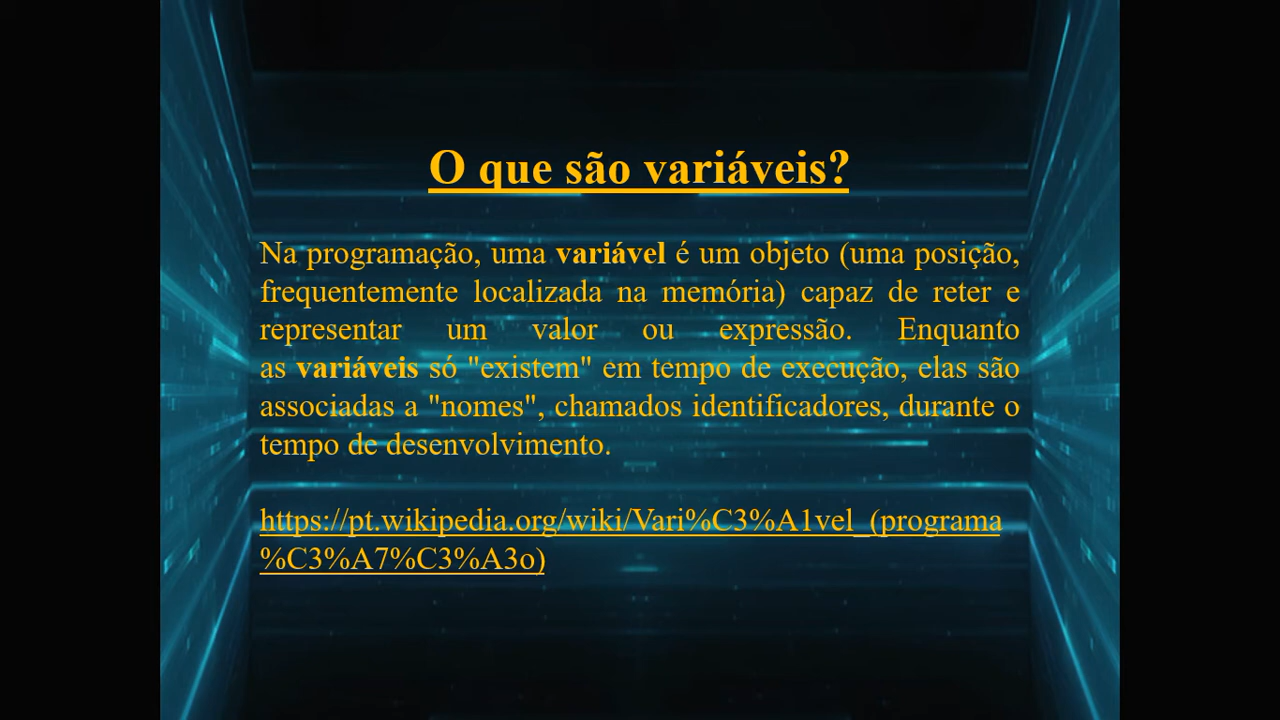 O que são variáveis?
Na programação, uma variável é um objeto (uma posição,
frequentemente localizada na memória) capaz de reter e
representar um valor ou expressão. Enquanto
as variáveis só "existem" em tempo de execução, elas são
associadas a "nomes", chamados identificadores, durante o
tempo de desenvolvimento.
https://pt.wikipedia.org/wiki/Vari%C3%A1vel_(programa
%C3%A7%C3%A3o)